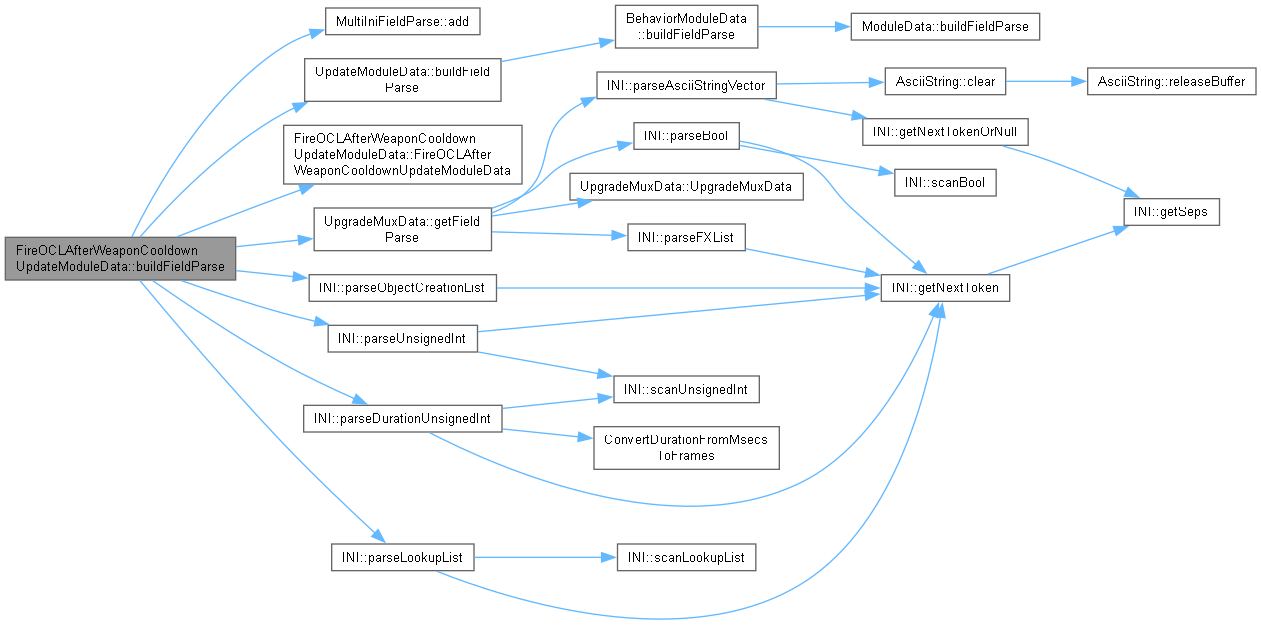 MultiIniFieldParse::add
UpdateModuleData::buildField
Parse
BehaviorModuleData
::buildFieldParse
ModuleData::buildFieldParse
FireOCLAfterWeaponCooldown
UpdateModuleData::FireOCLAfter
WeaponCooldownUpdateModuleData
INI::parseAsciiStringVector
AsciiString::clear
AsciiString::releaseBuffer
INI::getNextTokenOrNull
INI::parseBool
INI::scanBool
UpgradeMuxData::UpgradeMuxData
UpgradeMuxData::getField
Parse
INI::parseFXList
INI::getSeps
FireOCLAfterWeaponCooldown
UpdateModuleData::buildFieldParse
INI::parseObjectCreationList
INI::getNextToken
INI::parseUnsignedInt
INI::scanUnsignedInt
INI::parseDurationUnsignedInt
ConvertDurationFromMsecs
ToFrames
INI::parseLookupList
INI::scanLookupList